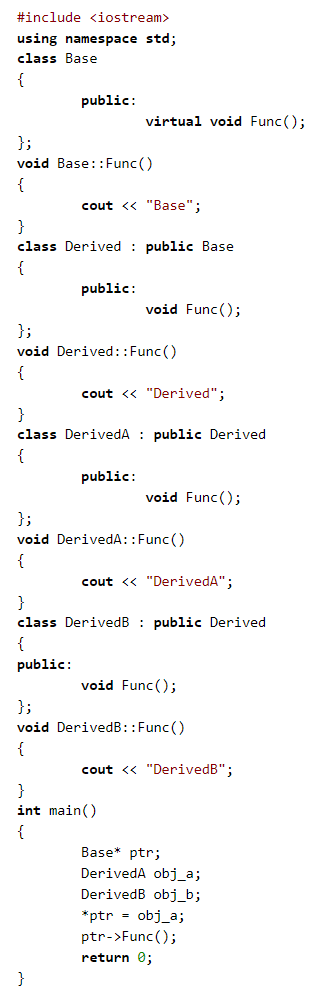 #include <iostream>
using namespace std;
class Base
{
        public:
                virtual void Func();
};
void Base::Func()
{
        cout << "Base";
}
class Derived : public Base
{
        public:
                void Func();
};
void Derived::Func()
{
        cout << "Derived";
}
class DerivedA : public Derived
{
        public:
                void Func();
};
void DerivedA::Func()
{
        cout << "DerivedA";
}
class DerivedB : public Derived
{
public:
        void Func();
};
void DerivedB::Func()
{
        cout << "DerivedB";
}
int main()
{
        Base* ptr;
        DerivedA obj_a;
        DerivedB obj_b;
        *ptr = obj_a;
        ptr->Func();
        return 0;
}